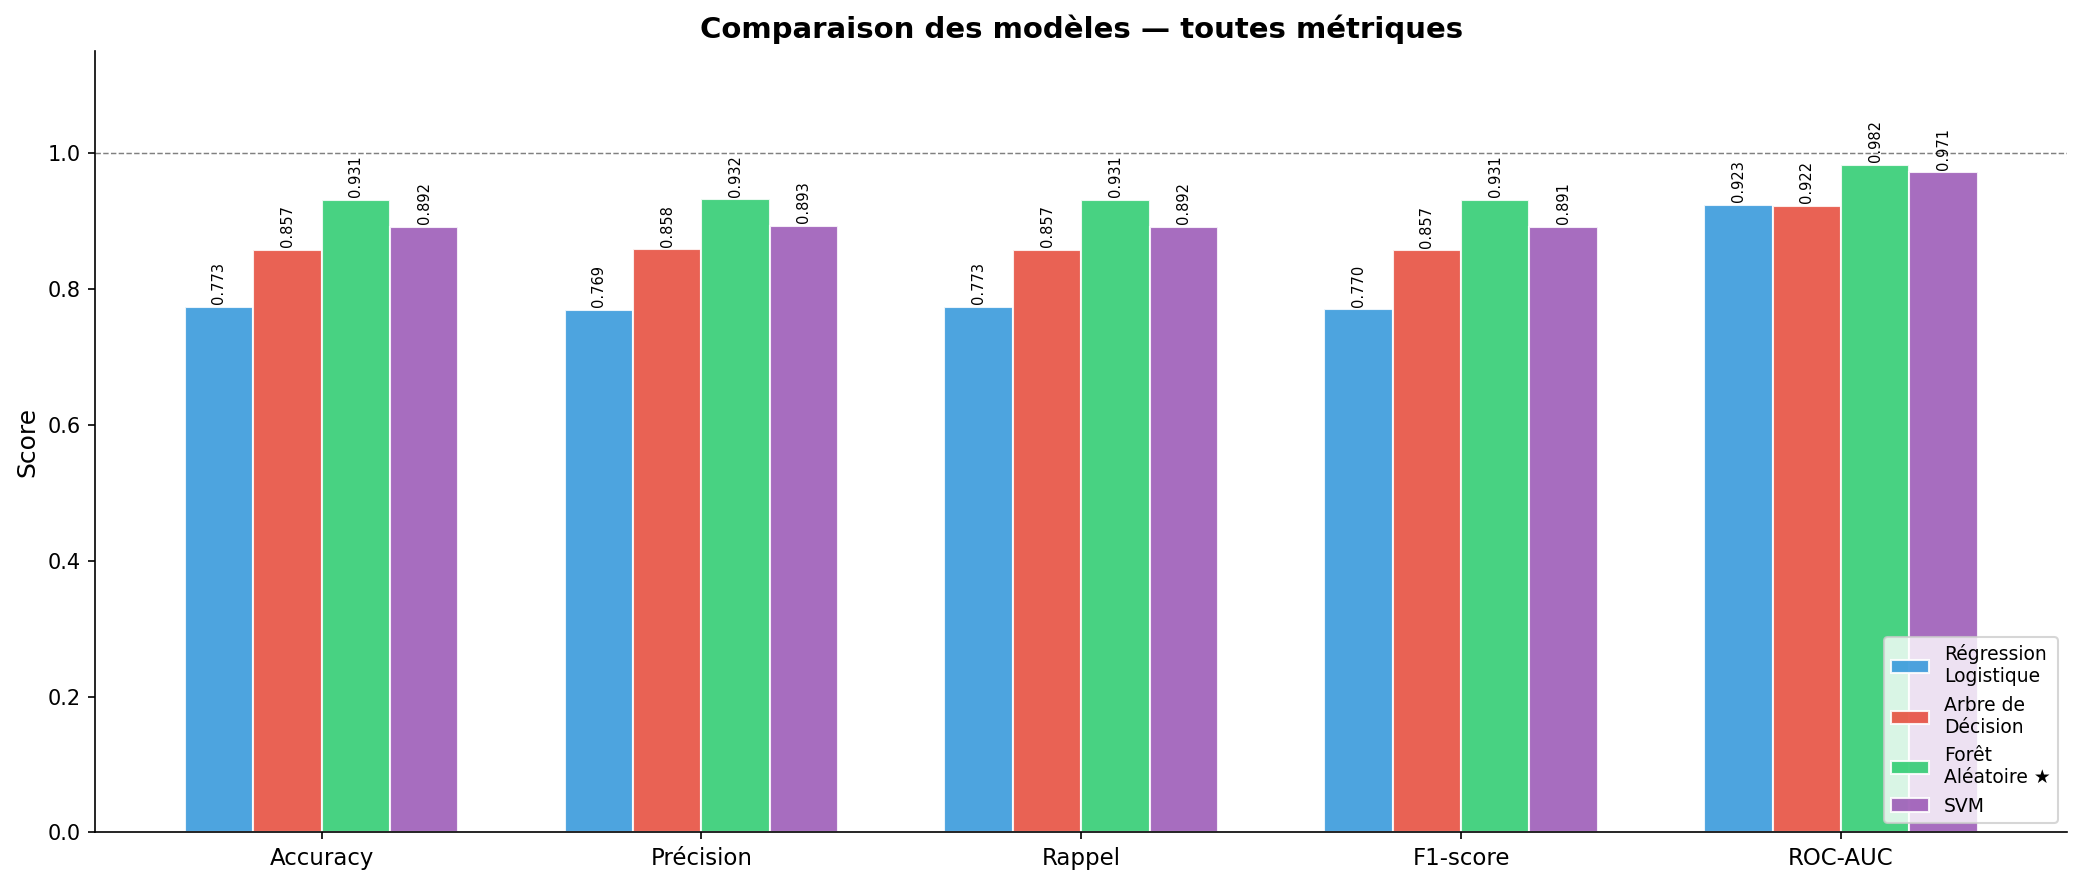 Comparaison des modèles — toutes métriques
Score
1.0
0.8
0.6
0.4
0.2
0.0
0.773
0.857
0.931
0.892
0.769
0.858
0.932
0.893
0.773
0.857
0.931
0.892
0.770
0.857
0.931
0.891
0.923
0.922
0.982
0.971
Accuracy
Précision
Rappel
F1-score
ROC-AUC
Régression
Logistique
Arbre de
Décision
Forêt
Aléatoire ★
SVM